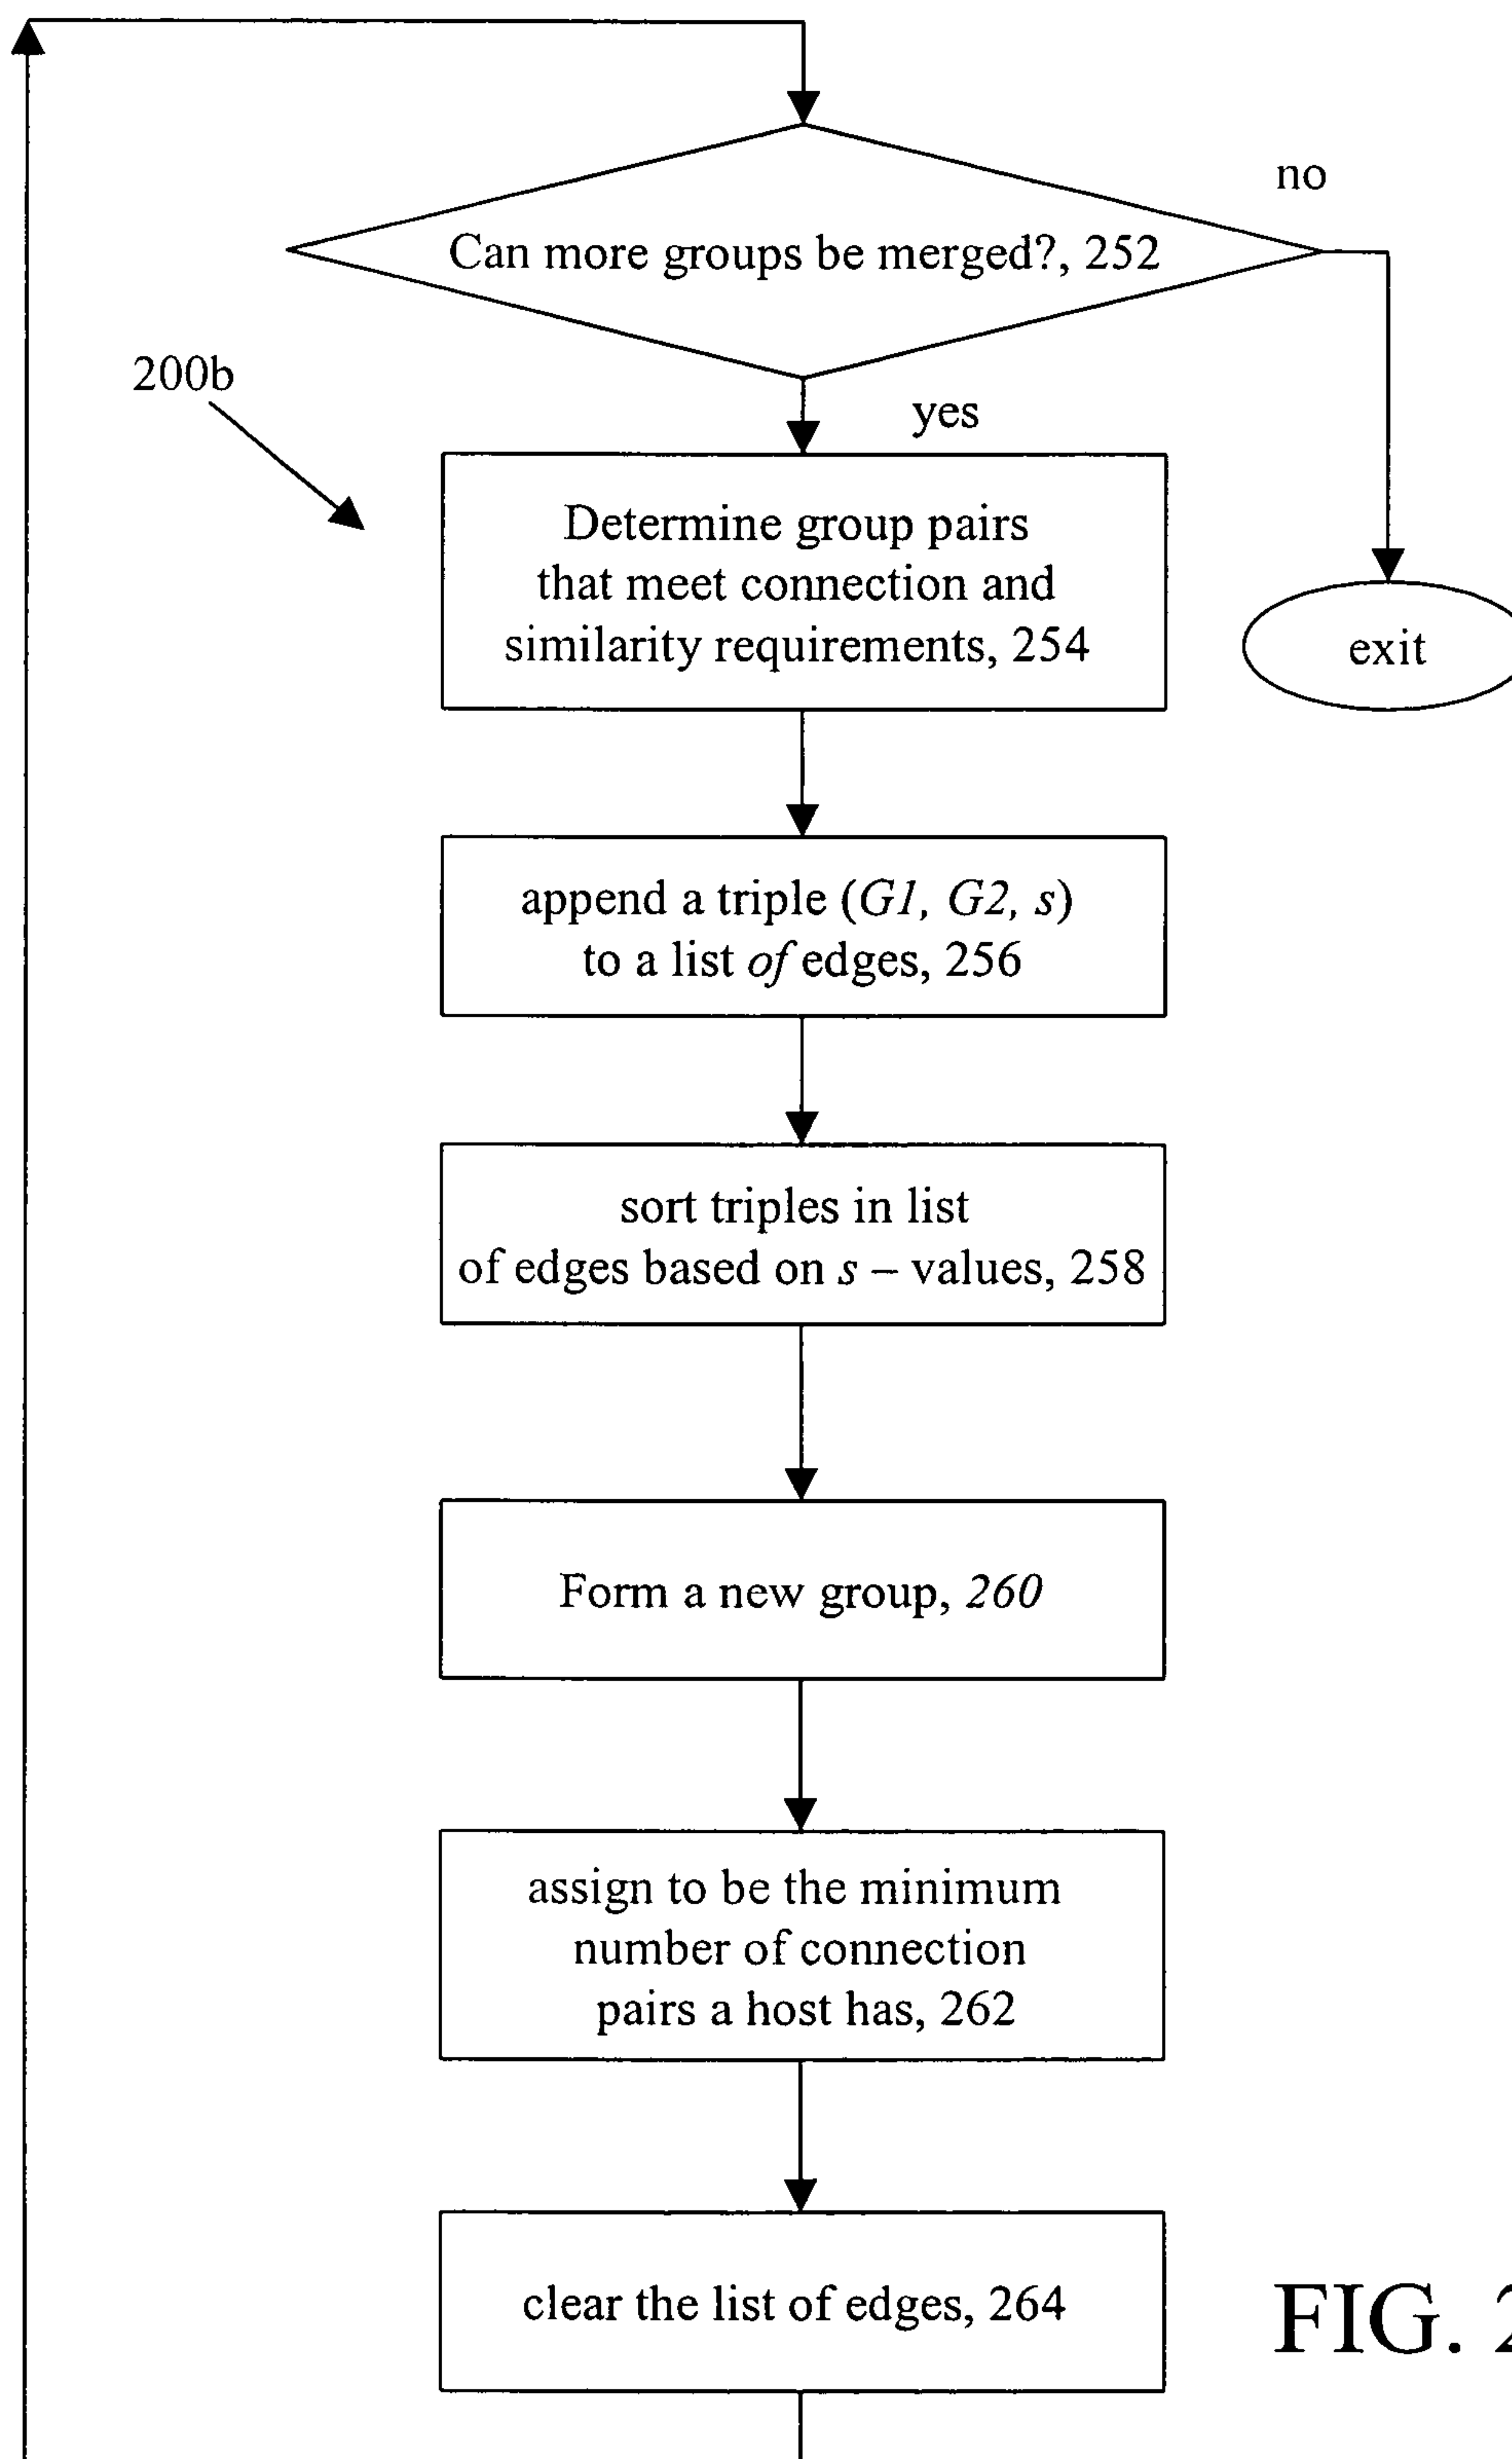 no
Can more groups be merged?, 252
200b
yes
Determine group pairs
that meet connection and
similarity requirements, 254
exit
append a triple (G1, G2, s)
to a list of edges, 256
sort triples in list
of edges based on s – values, 258
Form a new group, 260
assign to be the minimum
number of connection
pairs a host has, 262
clear the list of edges, 264
FIG. 2